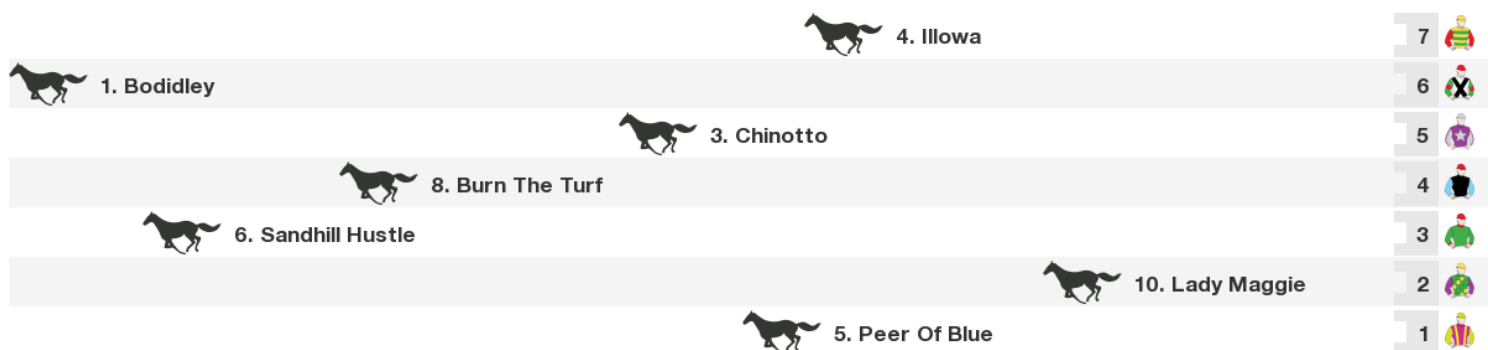 4. Illowa 7
1. Bodidley 6
3. Chinotto 5
8. Burn The Turf 4
6. Sandhill Hustle 3
10. Lady Maggie 2
5. Peer Of Blue 1